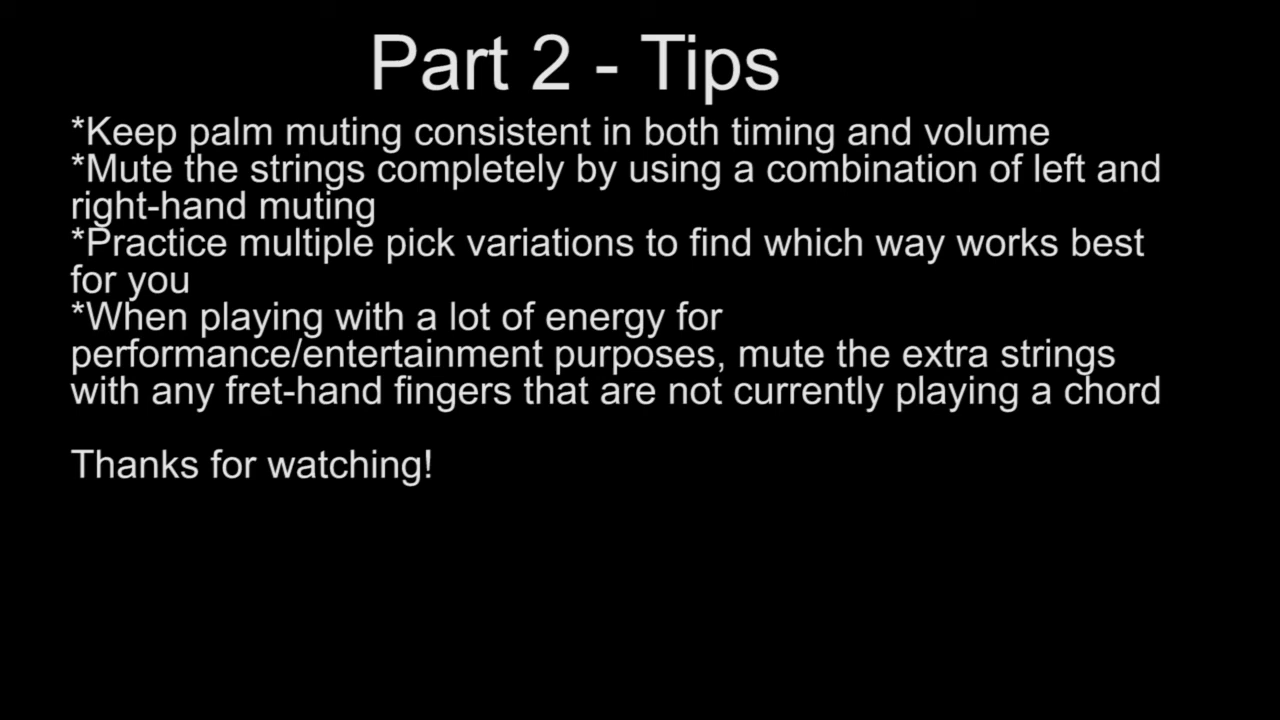 Part 2 - Tips
*Keep palm muting consistent in both timing and volume
*Mute the strings completely by using a combination of left and
right-hand muting
*Practice multiple pick variations to find which way works best
for you
*When playing with a lot of energy for
performance/entertainment purposes, mute the extra strings
with any fret-hand fingers that are not currently playing a chord
Thanks for watching!